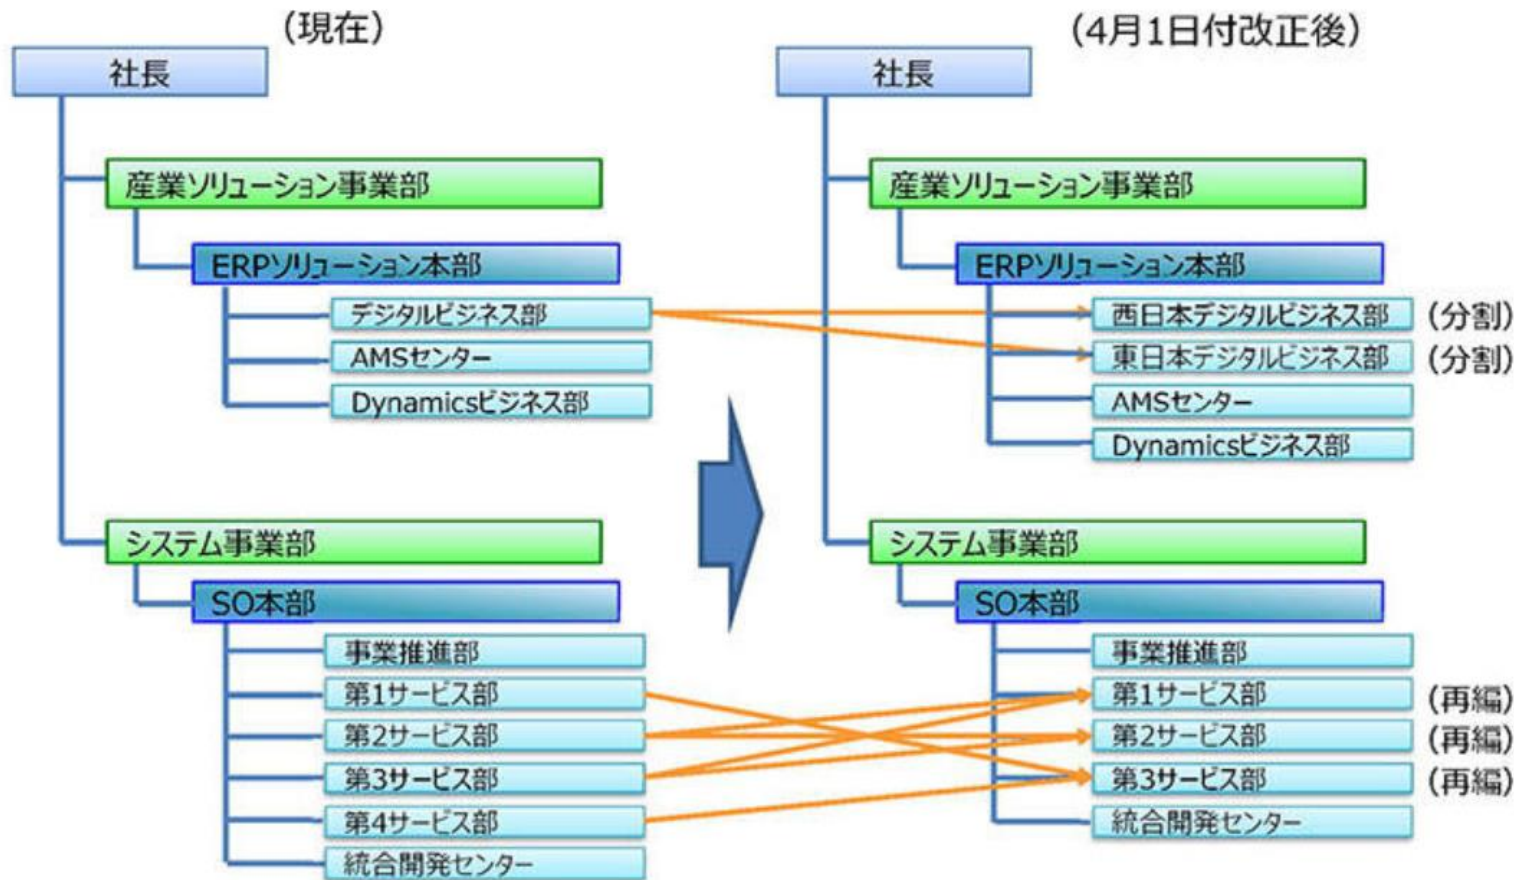 （現在）
社長
産業ソリューション事業部
ERPソリューション本部
デジタルビジネス部
AMSセンター
Dynamicsビジネス部
システム事業部
SO本部
事業推進部
第1サービス部
第2サービス部
第3サービス部
第4サービス部
統合開発センター
（4月1日付改正後）
社長
産業ソリューション事業部
ERPソリューション本部
西日本デジタルビジネス部 （分割）
東日本デジタルビジネス部 （分割）
AMSセンター
Dynamicsビジネス部
システム事業部
SO本部
事業推進部
第1サービス部 （再編）
第2サービス部 （再編）
第3サービス部 （再編）
統合開発センター